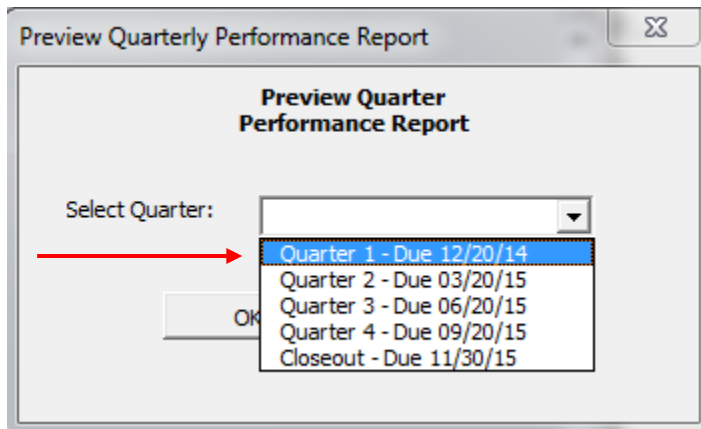 Preview Quarterly Performance Report
Preview Quarter
Performance Report
Select Quarter:
Quarter 1 - Due 12/20/14
Quarter 2 - Due 03/20/15
Quarter 3 - Due 06/20/15
Quarter 4 - Due 09/20/15
OK
Closeout - Due 11/30/15